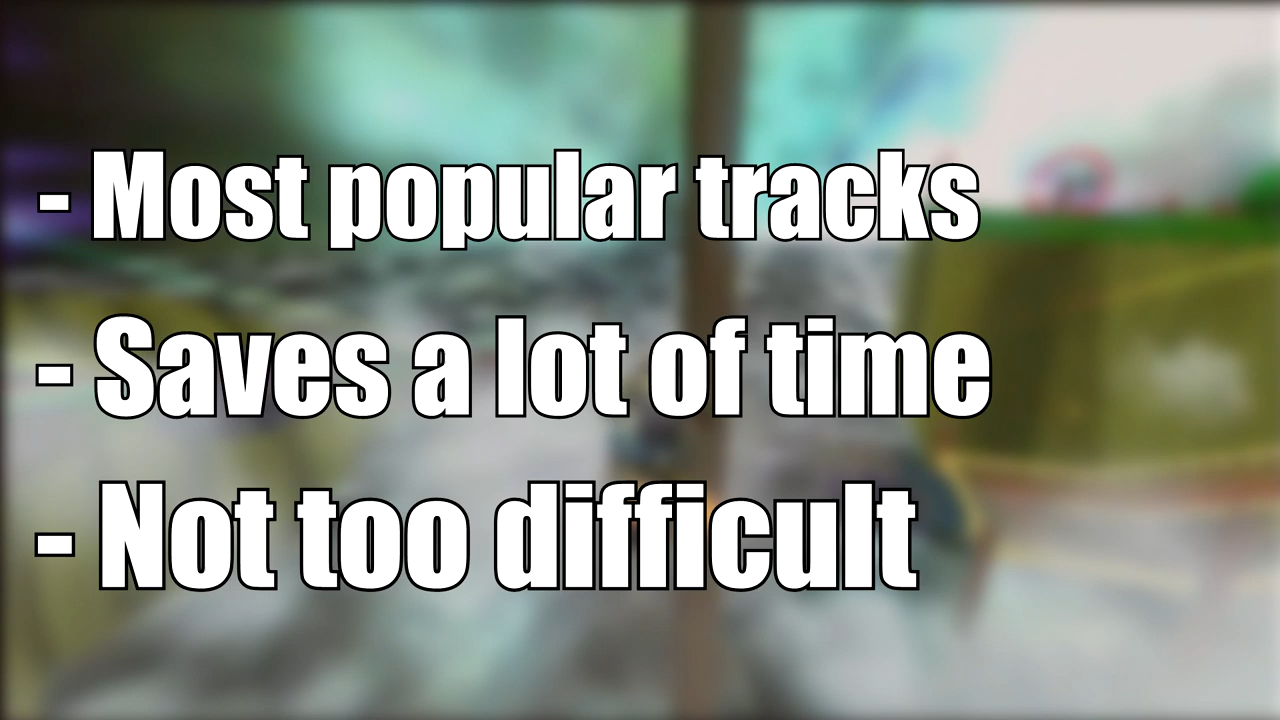 - Most popular tracks
- Saves a lot of time
- Not too difficult